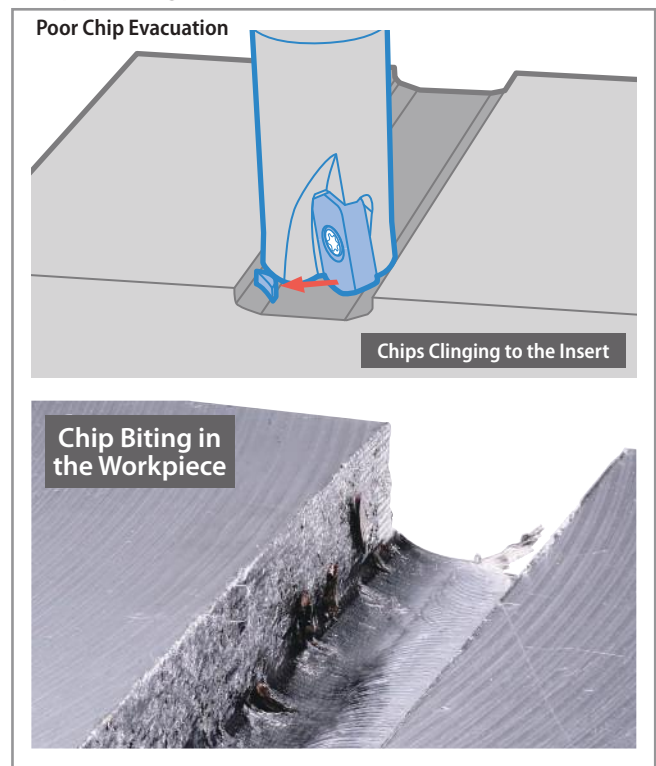 Poor Chip Evacuation
Chips Clinging to the Insert
Chip Biting in
the Workpiece